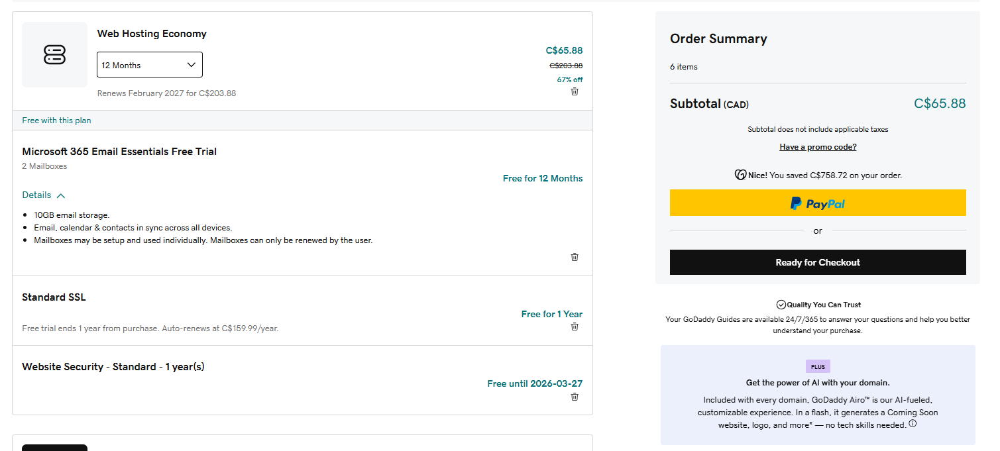 Web Hosting Economy
12 Months
Renews February 2027 for C$203.88
C$65.88
C$203.88
67% off
Free with this plan
Microsoft 365 Email Essentials Free Trial
2 Mailboxes
Free for 12 Months
Details
10GB email storage.
Email, calendar & contacts in sync across all devices.
Mailboxes may be setup and used individually. Mailboxes can only be renewed by the user.
Standard SSL
Free for 1 Year
Free trial ends 1 year from purchase. Auto-renews at C$159.99/year.
Website Security - Standard - 1 year(s)
Free until 2026-03-27
Order Summary
6 items
Subtotal (CAD) C$65.88
Subtotal does not include applicable taxes
Have a promo code?
Nice! You saved C$758.72 on your order.
PayPal
or
Ready for Checkout
Quality You Can Trust
Your GoDaddy Guides are available 24/7/365 to answer your questions and help you better
understand your purchase.
PLUS
Get the power of AI with your domain.
Included with every domain, GoDaddy Airo™ is our AI-fueled,
customizable experience. In a flash, it generates a Coming Soon
website, logo, and more* — no tech skills needed.